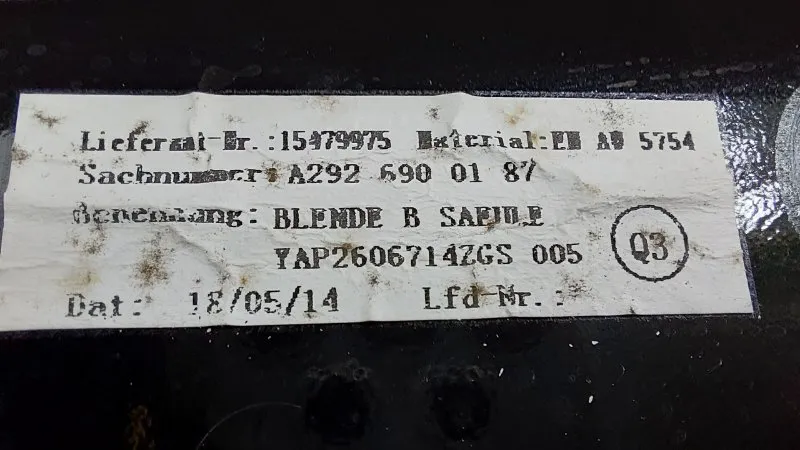 Lieferant-Nr.:15479975 Material:EN AW 5754
Sachnummer: A292 690 01 87
Benennung: BLENDE B SAEULE
YAP2606714ZGS 005
Q3
Dat: 18/05/14 Lfd-Nr.: